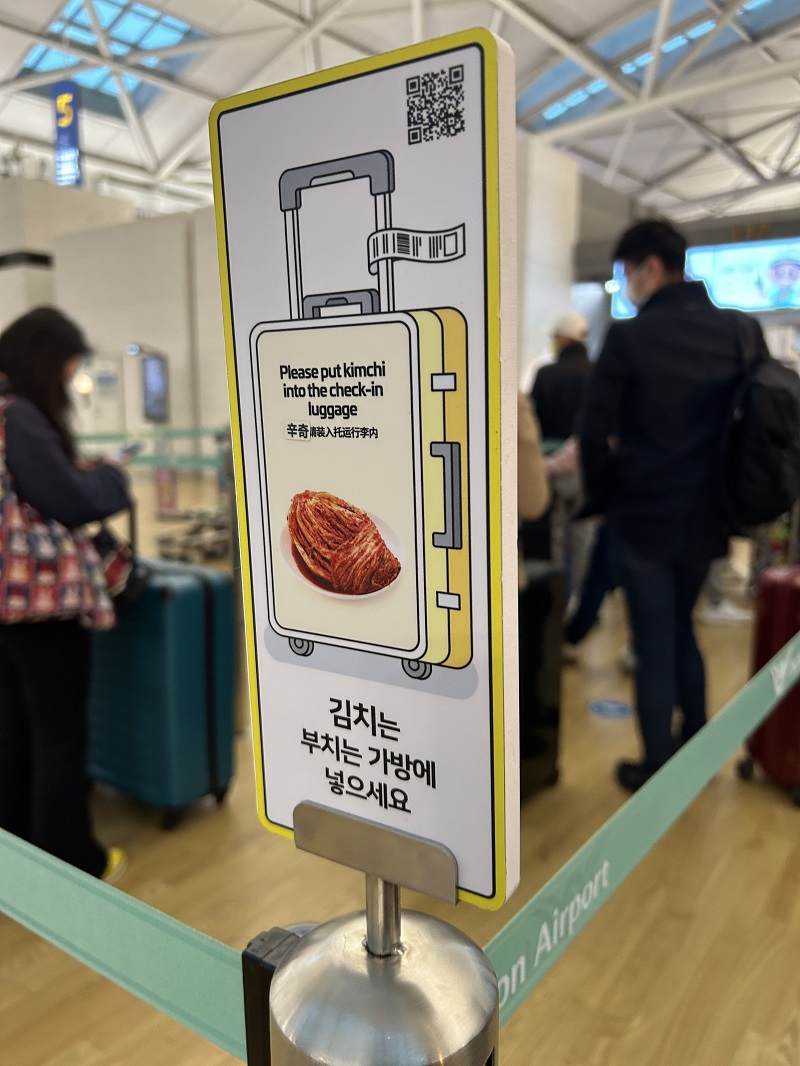 5
Please put kimchi
into the check-in
luggage
辛奇请装入托运行李内
김치는
부치는 가방에
넣으세요
on Airport